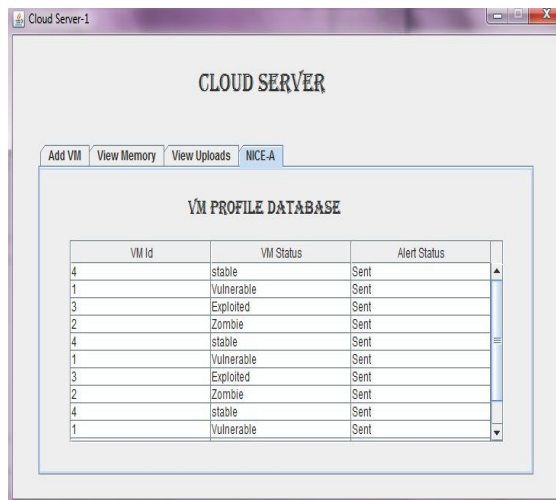 Cloud Server-1
CLOUD SERVER
Add VM View Memory View Uploads NICE-A
VM PROFILE DATABASE
VM Id VM Status Alert Status
4 stable Sent
1 Vulnerable Sent
3 Exploited Sent
2 Zombie Sent
4 stable Sent
1 Vulnerable Sent
3 Exploited Sent
2 Zombie Sent
4 stable Sent
1 Vulnerable Sent